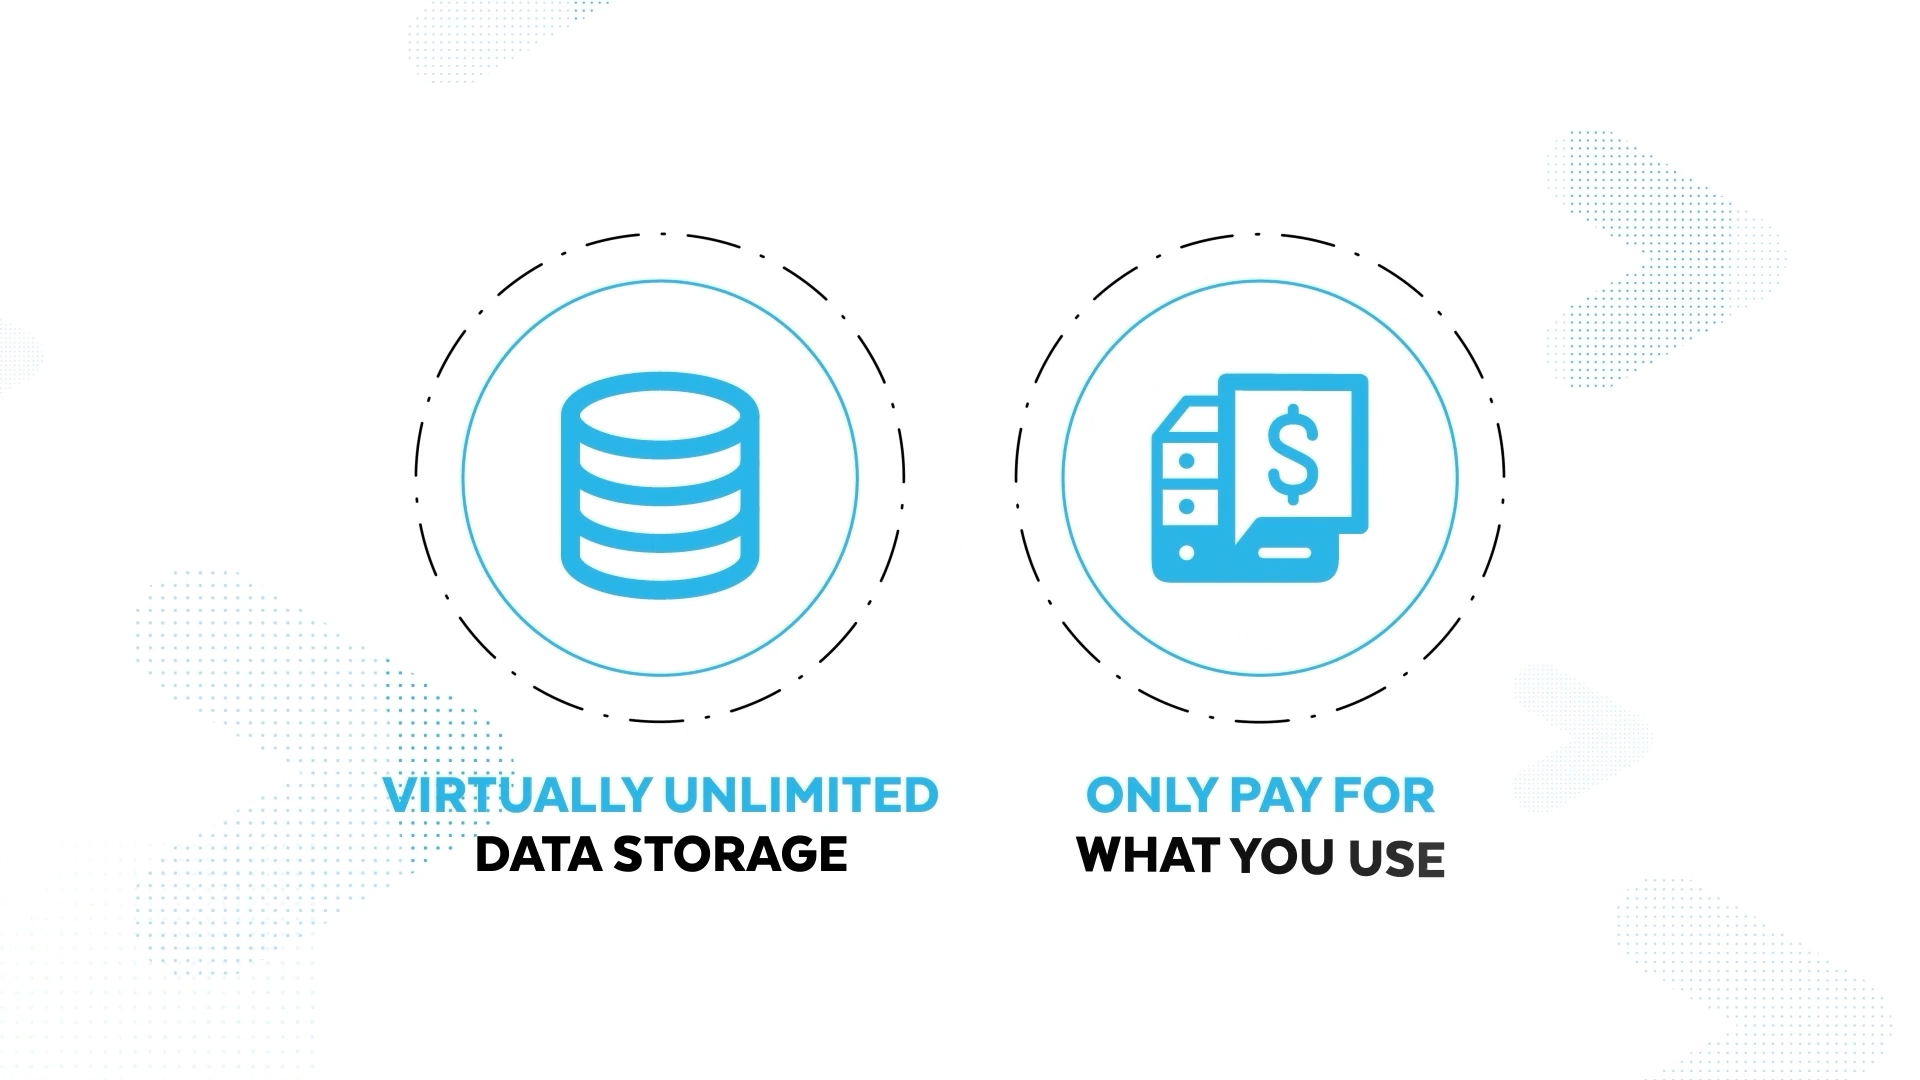 VIRTUALLY UNLIMITED
DATA STORAGE
$
ONLY PAY FOR
WHAT YOU USE